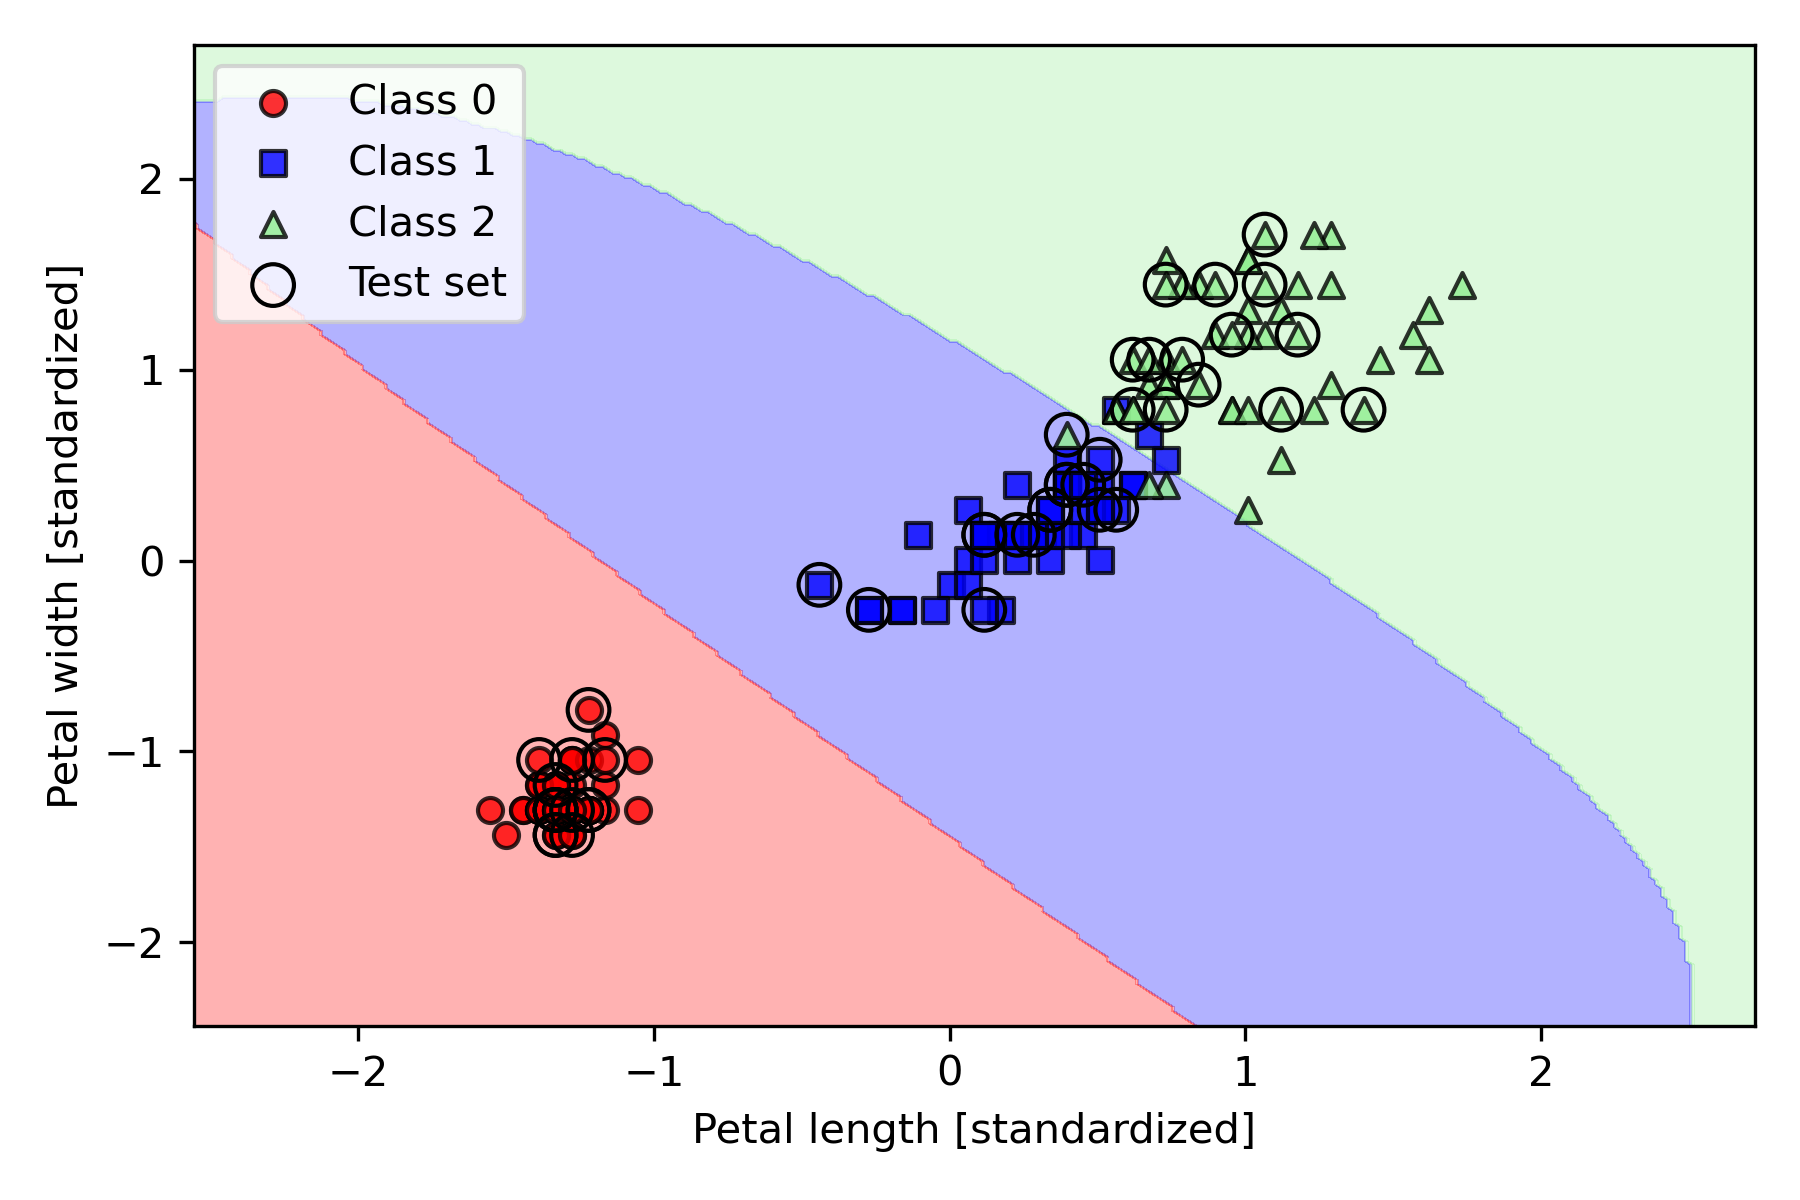 Class 0
Class 1
Class 2
Test set
2
1
0
−1
−2
Petal width [standardized]
−2
−1
0
1
2
Petal length [standardized]